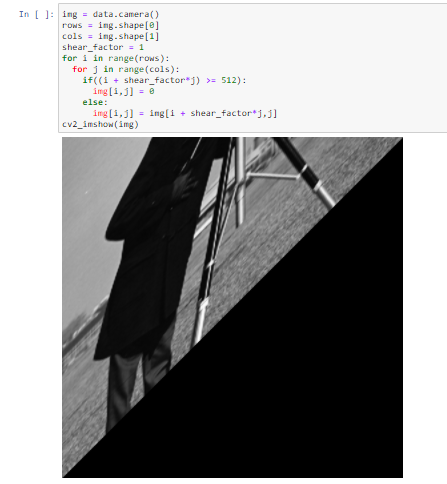 In [ ]: img = data.camera()
rows = img.shape[0]
cols = img.shape[1]
shear_factor = 1
for i in range(rows):
  for j in range(cols):
    if((i + shear_factor*j) >= 512):
      img[i,j] = 0
    else:
      img[i,j] = img[i + shear_factor*j,j]
cv2_imshow(img)